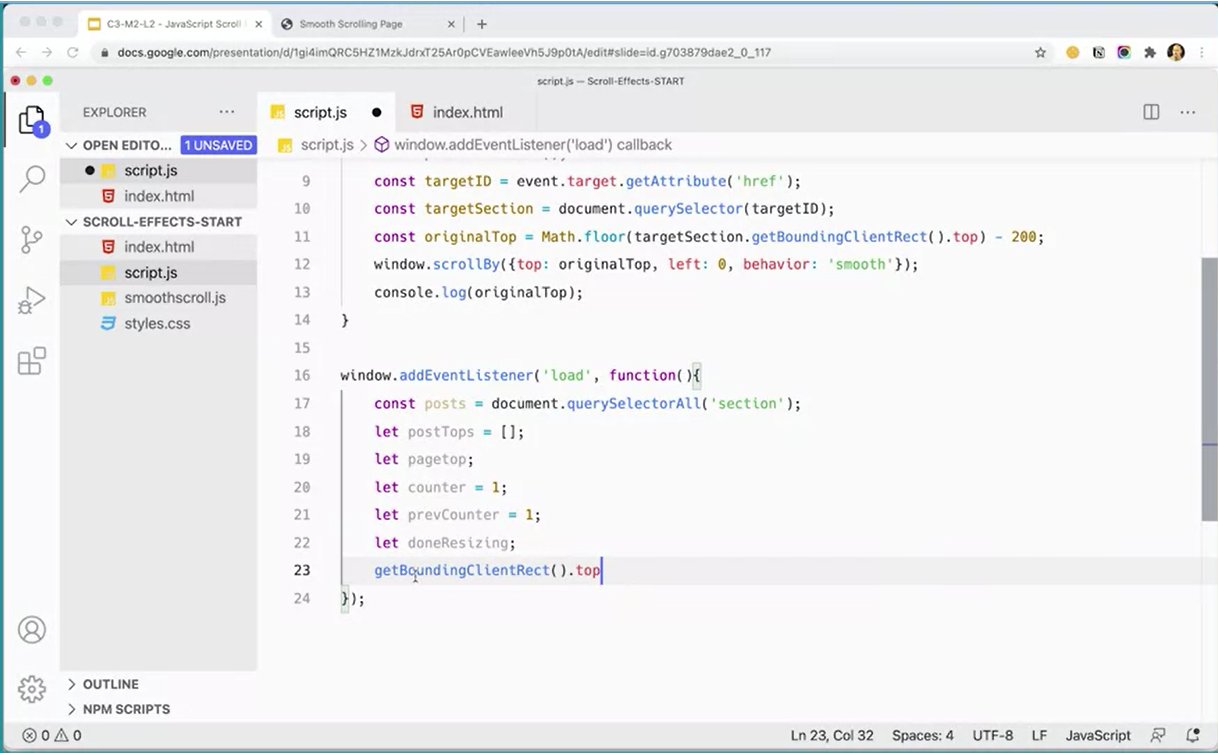 C3-M2-L2 - JavaScript Scroll
Smooth Scrolling Page
docs.google.com/presentation/d/1gi4imQRC5HZ1MzkJdrxT25Ar0pCVEawIeeVh5J9p0tA/edit#slide=id.g703879dae2_0_117
script.js — Scroll-Effects-START
EXPLORER
script.js
index.html
OPEN EDITO... 1 UNSAVED
script.js > window.addEventListener('load') callback
script.js
index.html
SCROLL-EFFECTS-START
index.html
script.js
smoothscroll.js
styles.css
9 const targetID = event.target.getAttribute('href');
10 const targetSection = document.querySelector(targetID);
11 const originalTop = Math.floor(targetSection.getBoundingClientRect().top) - 200;
12 window.scrollBy({top: originalTop, left: 0, behavior: 'smooth'});
13 console.log(originalTop);
14 }
15
16 window.addEventListener('load', function(){
17 const posts = document.querySelectorAll('section');
18 let postTops = [];
19 let pagetop;
20 let counter = 1;
21 let prevCounter = 1;
22 let doneResizing;
23 getBoundingClientRect().top
24 });
1
OUTLINE
NPM SCRIPTS
0 0
Ln 23, Col 32 Spaces: 4 UTF-8 LF JavaScript